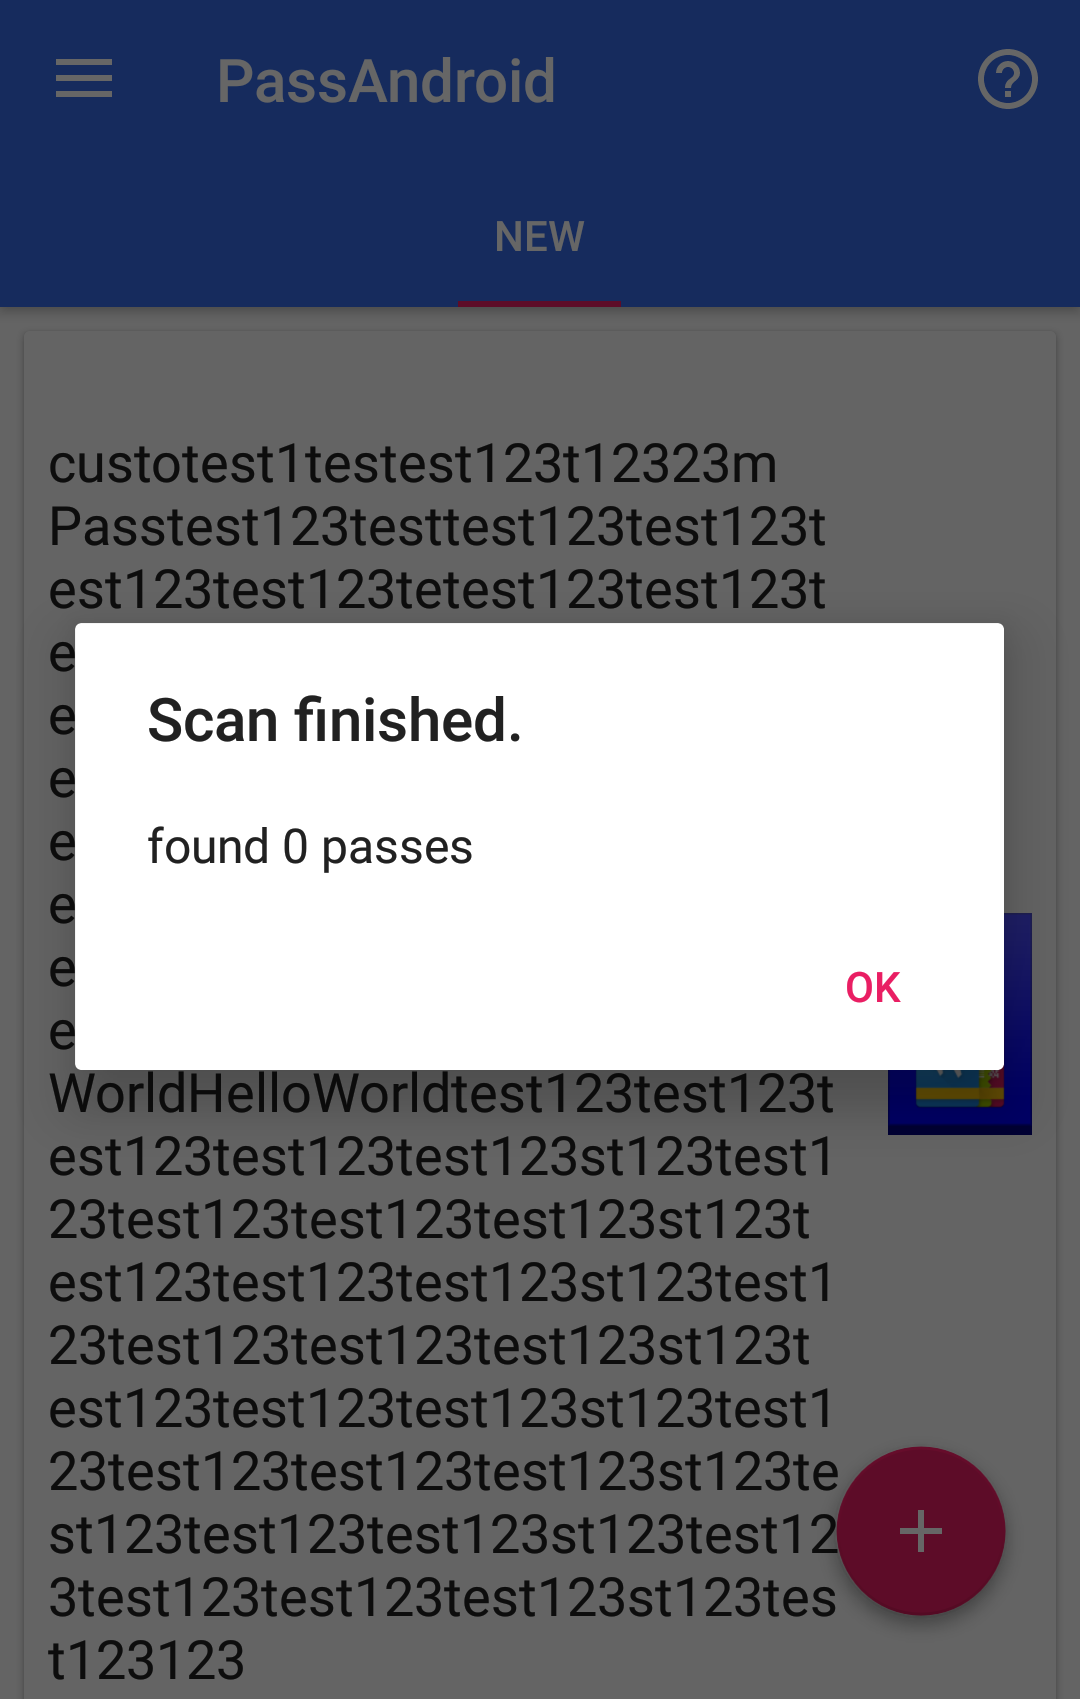 PassAndroid
NEW
custotest1testest123t12323m
Passtest123testtest123test123t
est123test123tetest123test123t
e
e
e
e
e
e
e
Scan finished.
found 0 passes
OK
WorldHelloWorldtest123test123t
est123test123test123st123test1
23test123test123test123st123t
est123test123test123st123test1
23test123test123test123st123t
est123test123test123st123test1
23test123test123test123st123te
st123test123test123st123test12
3test123test123test123st123tes
t123123